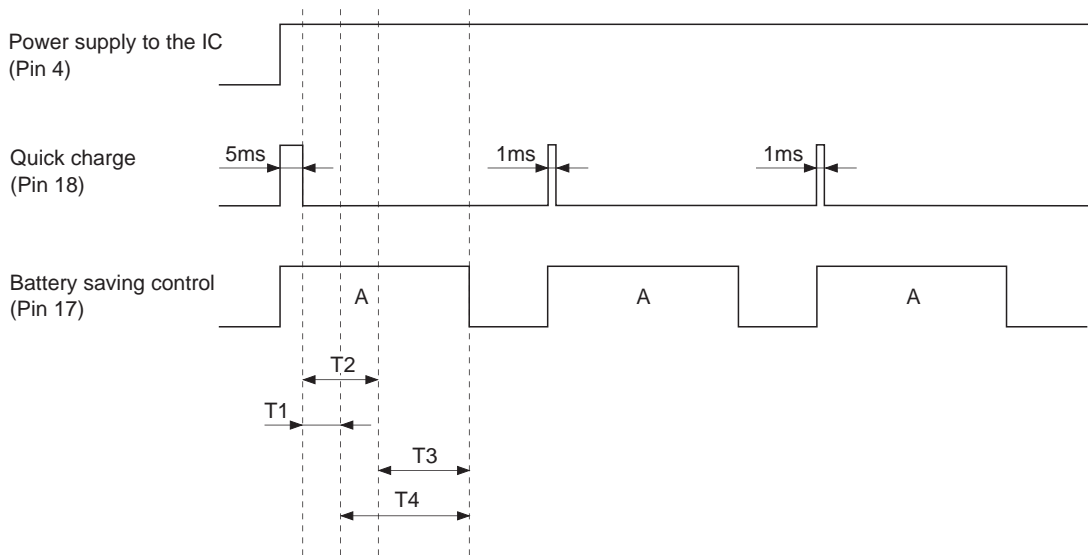 Power supply to the IC
(Pin 4)
Quick charge
(Pin 18)
5ms
1ms
1ms
Battery saving control
(Pin 17)
A
A
A
T2
T1
T3
T4